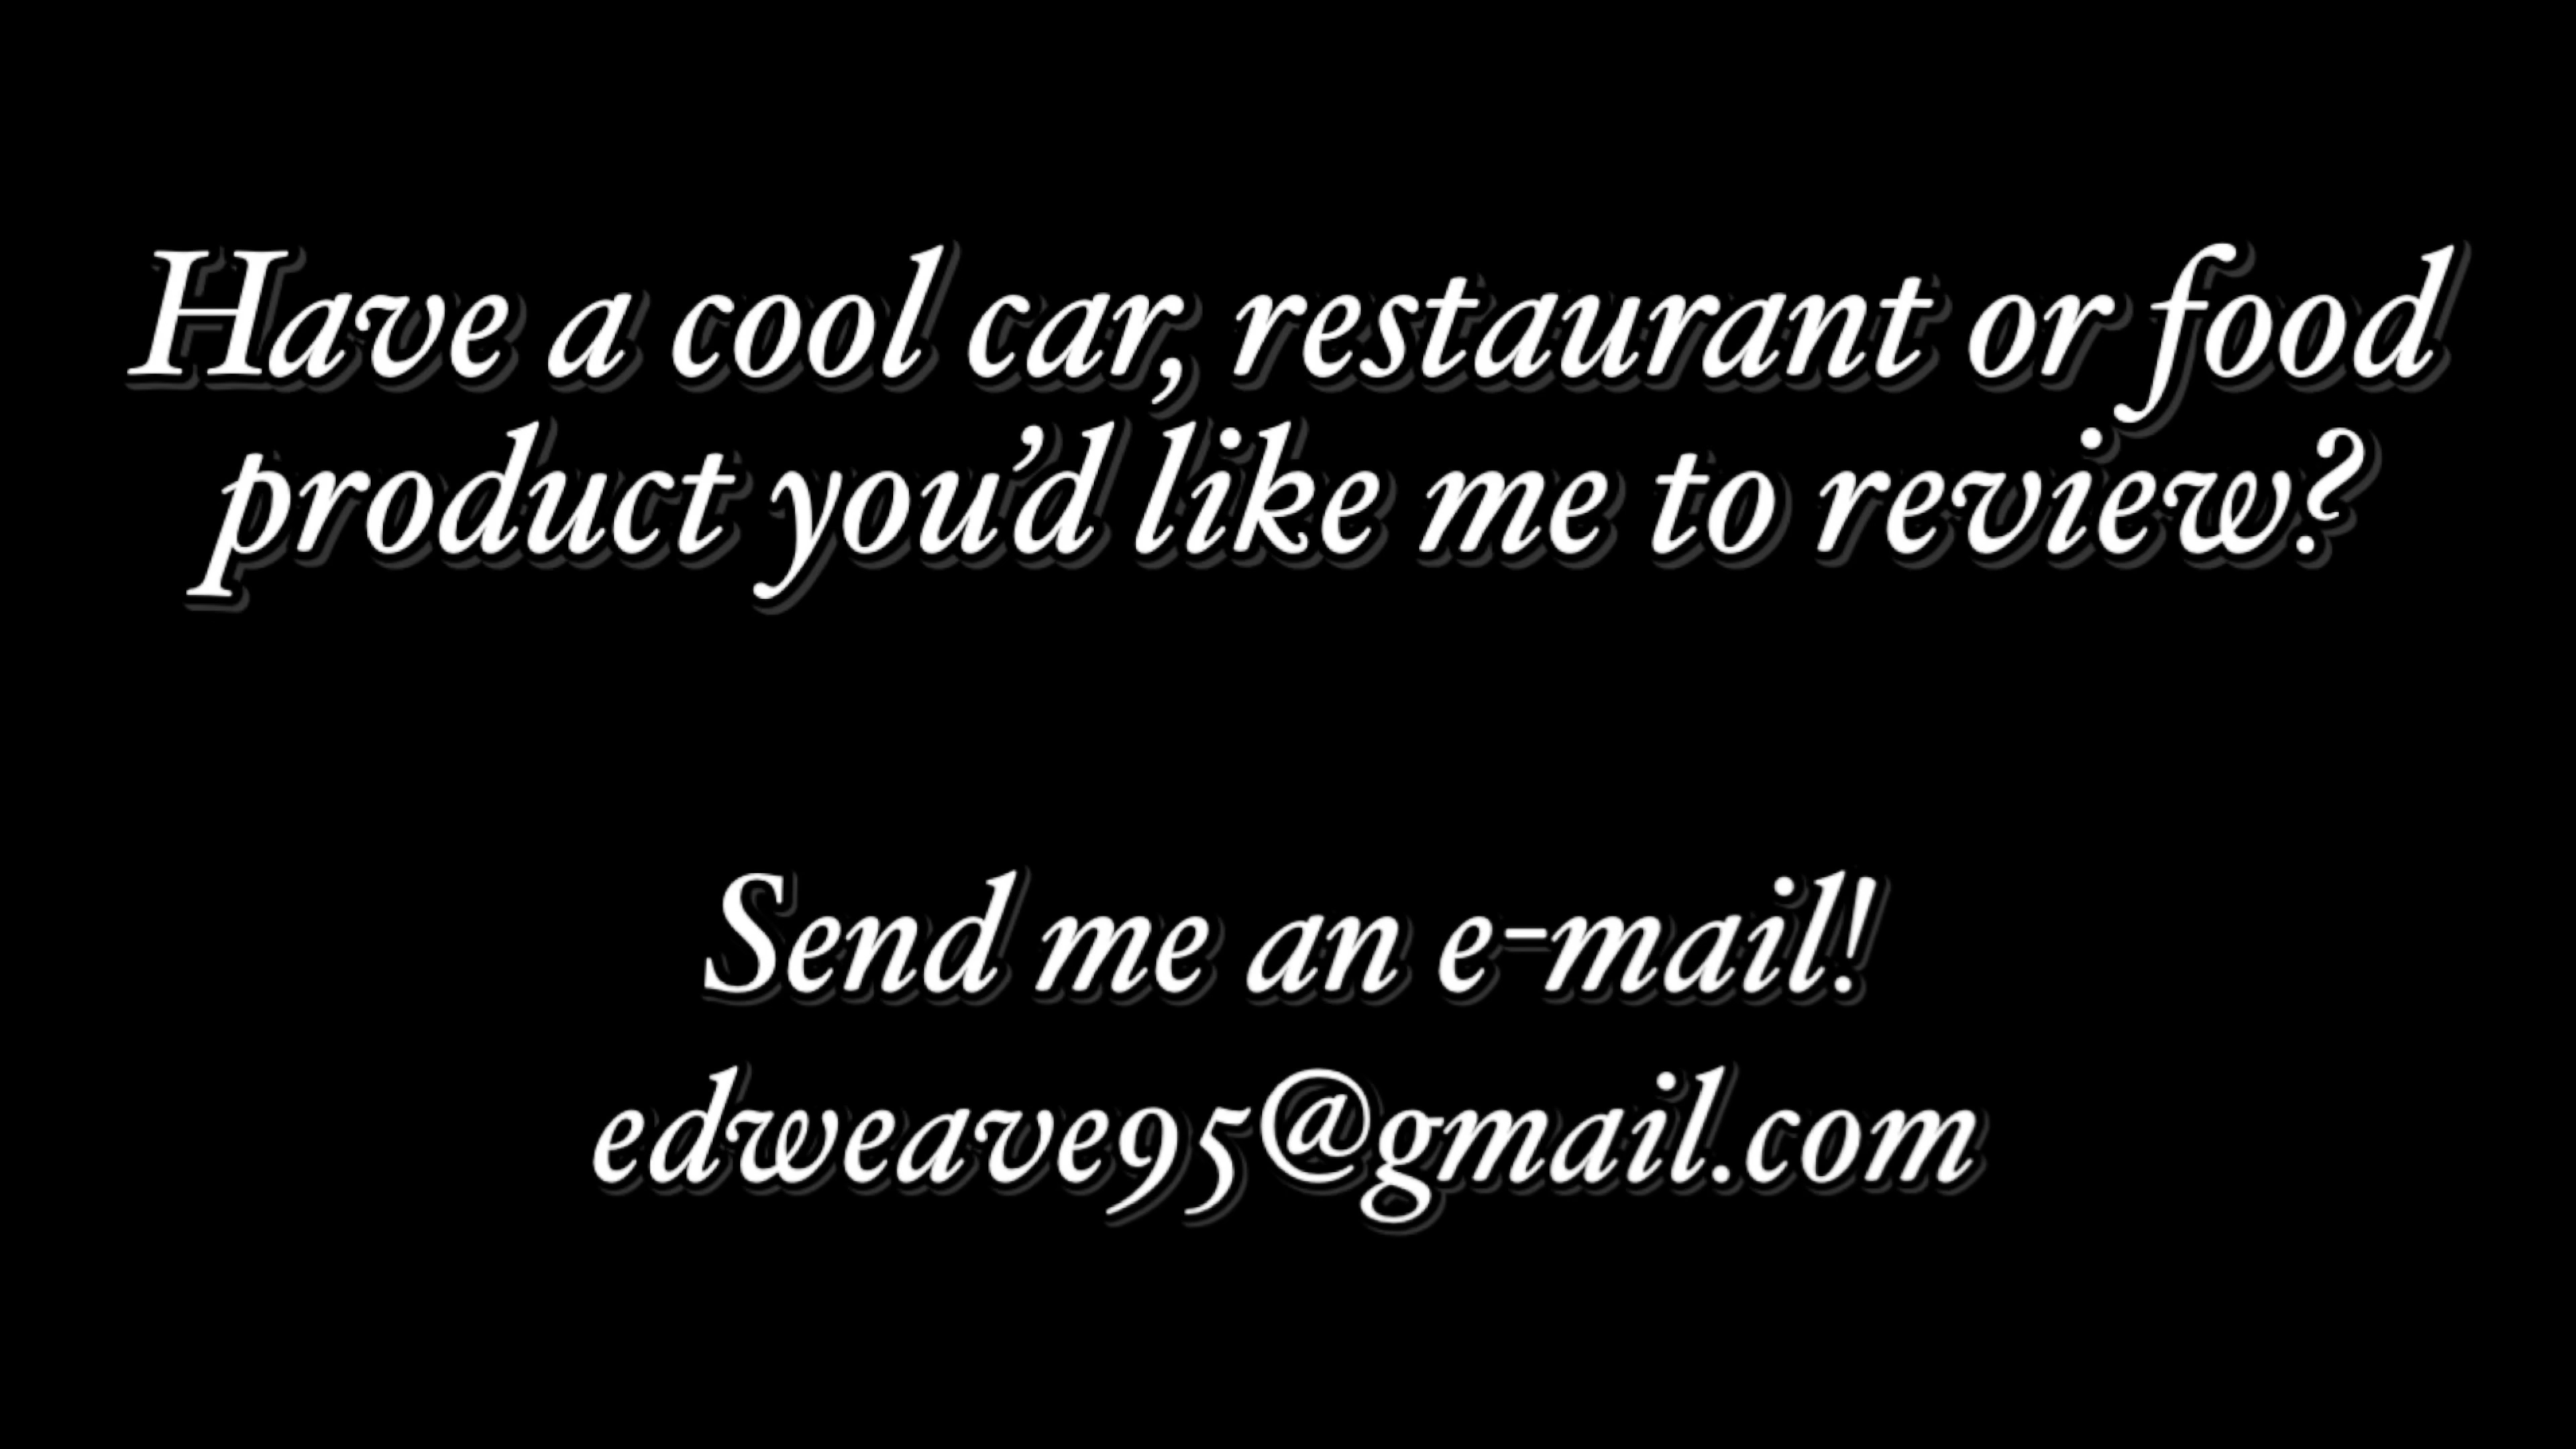 Have a cool car, restaurant or food
product you’d like me to review?
Send me an e-mail!
edweave95@gmail.com